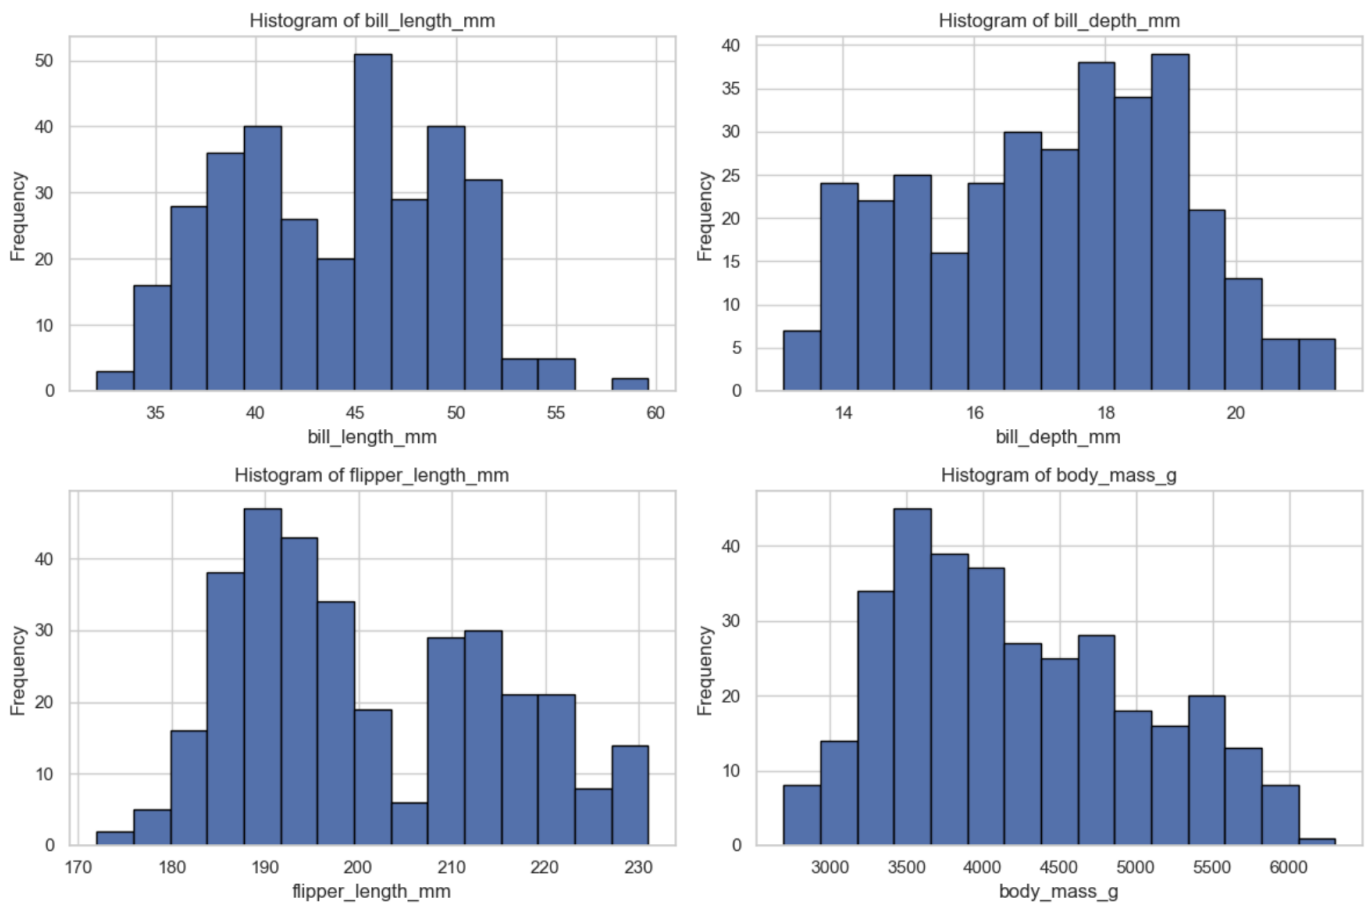 Histogram of bill_length_mm
50
40
30
20
10
0
Frequency
35 40 45 50 55 60
bill_length_mm
Histogram of bill_depth_mm
40
35
30
25
20
15
10
5
0
Frequency
14 16 18 20
bill_depth_mm
Histogram of flipper_length_mm
40
30
20
10
0
Frequency
170 180 190 200 210 220 230
flipper_length_mm
Histogram of body_mass_g
40
30
20
10
0
Frequency
3000 3500 4000 4500 5000 5500 6000
body_mass_g